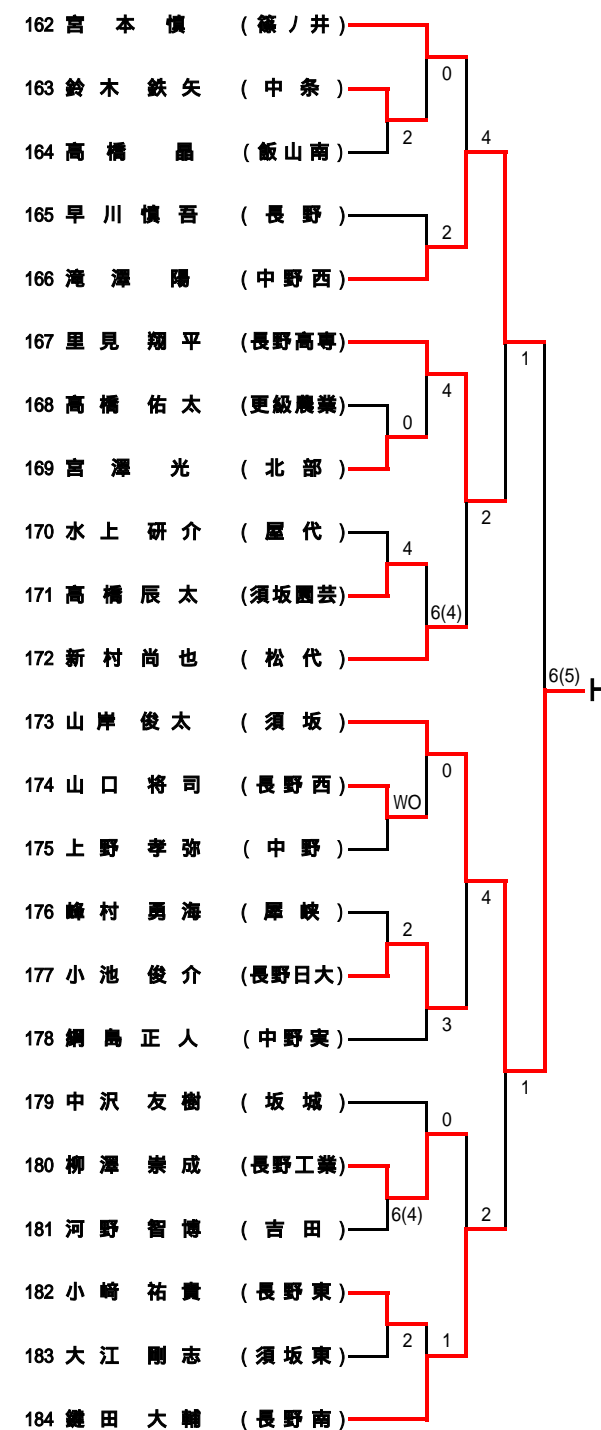 162 宮本慎 (篠ノ井)
0
163 鈴木鉄矢 (中条)
2
4
164 高橋晶 (飯山南)
165 早川慎吾 (長野)
2
166 滝澤陽 (中野西)
167 里見翔平 (長野高専)
1
4
168 高橋佑太 (更級農業)
0
169 宮澤光 (北部)
2
170 水上研介 (屋代)
4
171 高橋辰太 (須坂園芸)
6(4)
172 新村尚也 (松代)
6(5)
H
173 山岸俊太 (須坂)
0
174 山口将司 (長野西)
WO
175 上野孝弥 (中野)
4
176 峰村勇海 (犀峡)
2
177 小池俊介 (長野日大)
3
178 綱島正人 (中野実)
1
179 中沢友樹 (坂城)
0
180 柳澤崇成 (長野工業)
6(4)
2
181 河野智博 (吉田)
182 小﨑祐貴 (長野東)
2
1
183 大江剛志 (須坂東)
184 鑓田大輔 (長野南)